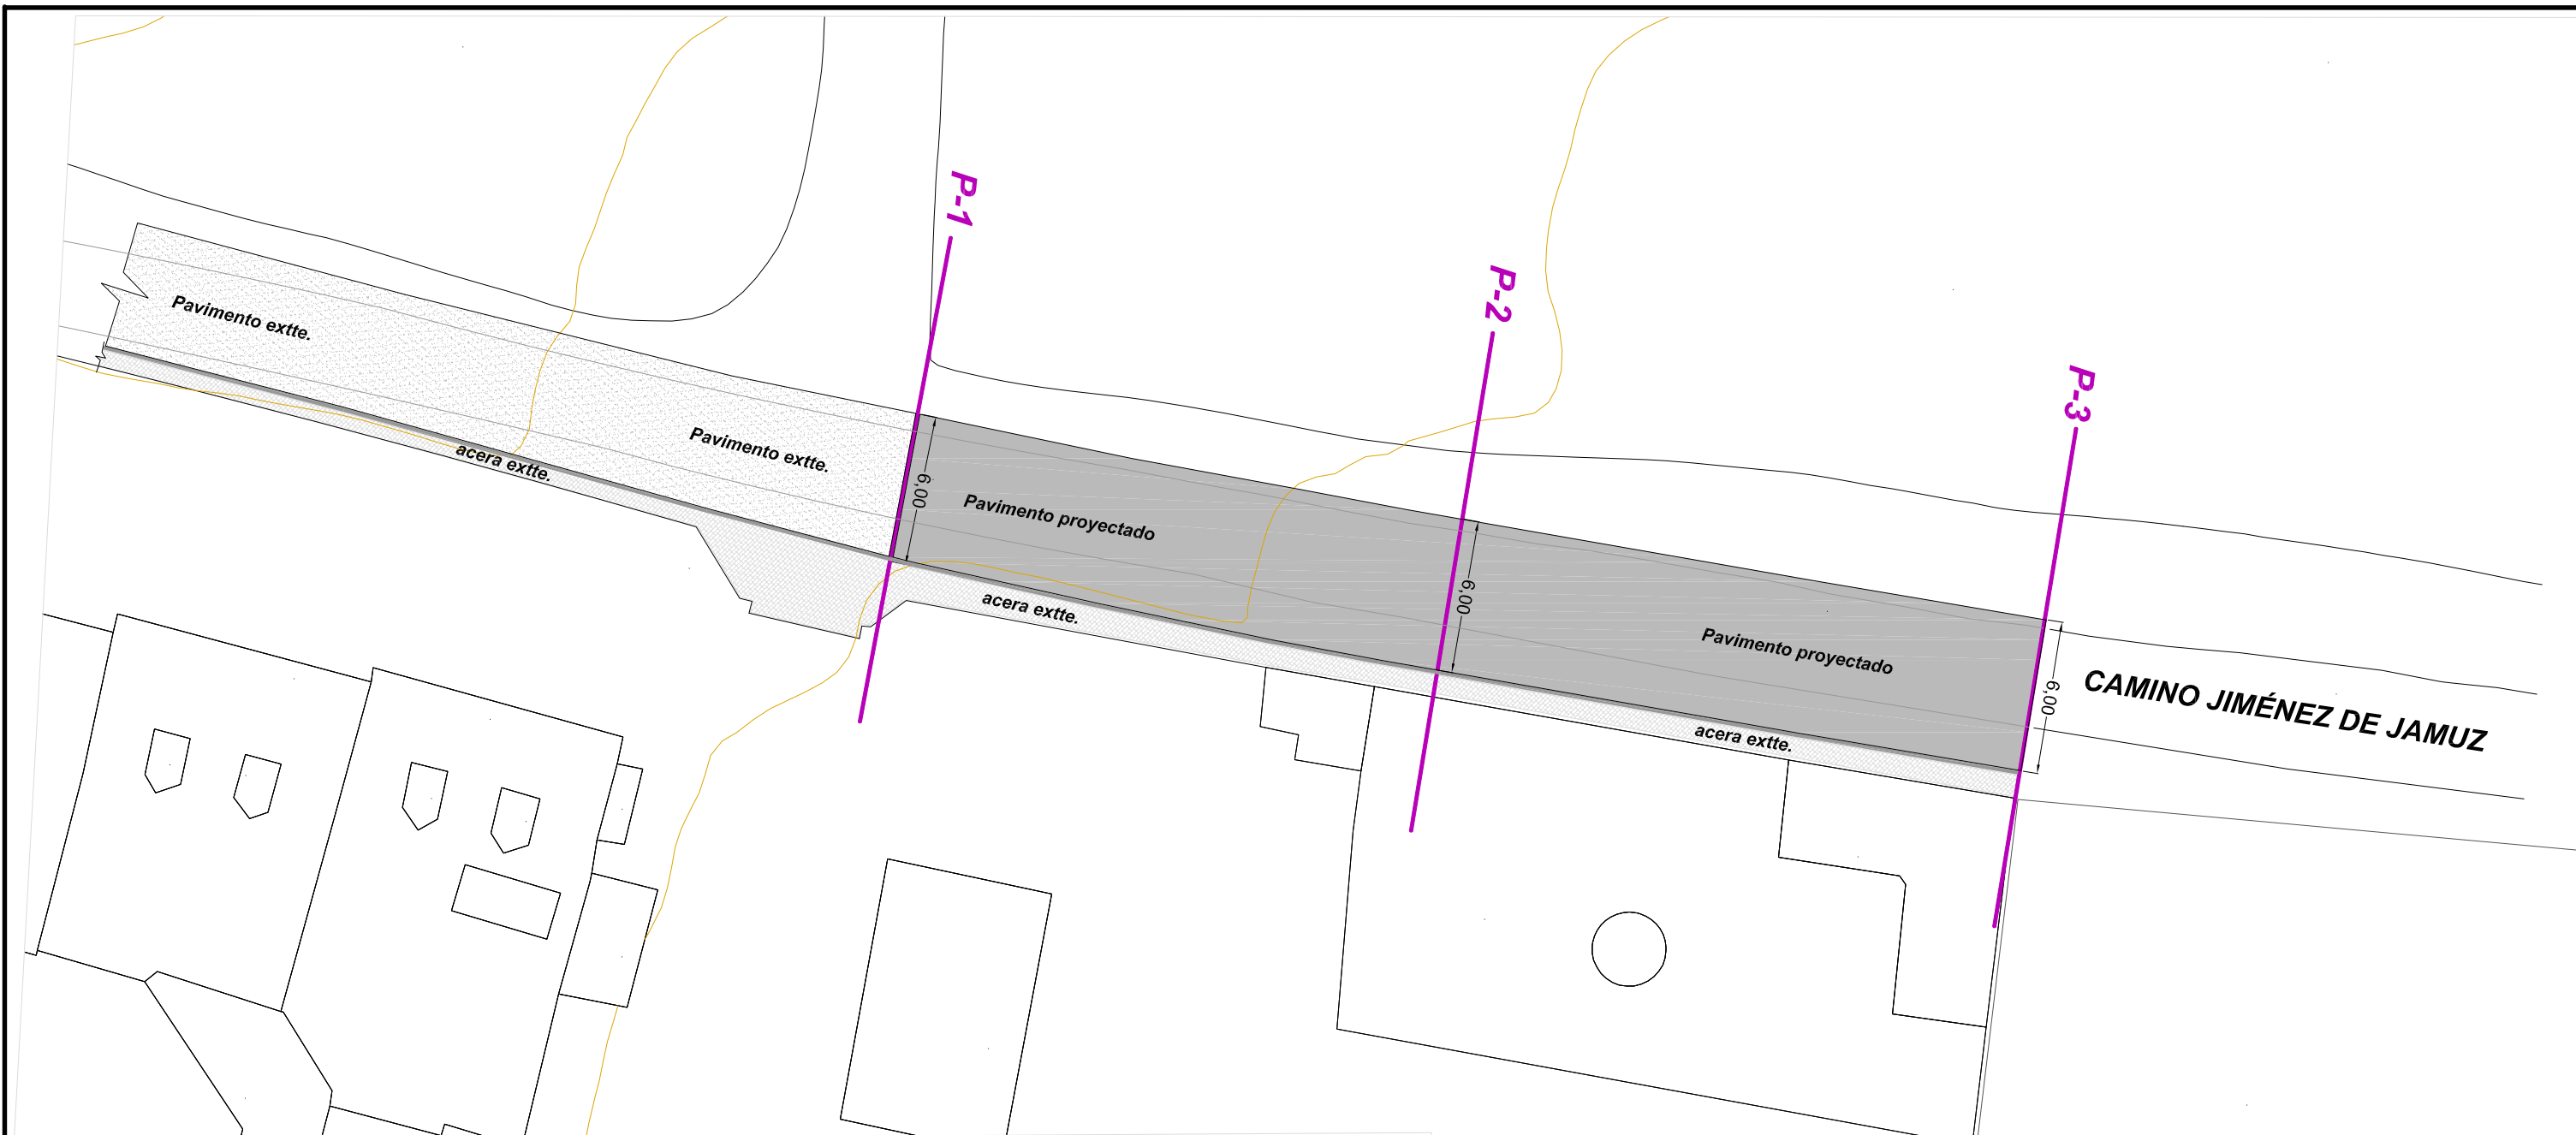 P-1
P-2
P-3
Pavimento extte.
Pavimento extte.
acera extte.
6,00
Pavimento proyectado
acera extte.
6,00
Pavimento proyectado
acera extte.
6,00
CAMINO JIMÉNEZ DE JAMUZ